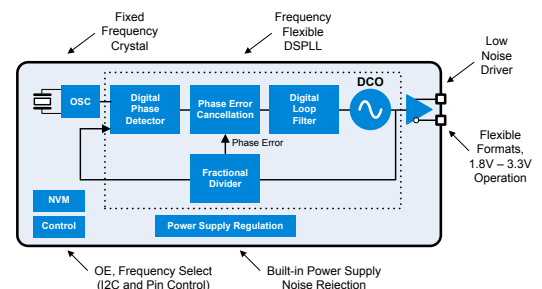 Fixed
Frequency
Crystal
Frequency
Flexible
DSPLL
Low
Noise
Driver
OSC
Digital
Phase
Detector
Phase Error
Cancellation
Digital
Loop
Filter
DCO
Phase Error
Fractional
Divider
Flexible
Formats,
1.8V – 3.3V
Operation
NVM
Control
Power Supply Regulation
OE, Frequency Select
(I2C and Pin Control)
Built-in Power Supply
Noise Rejection